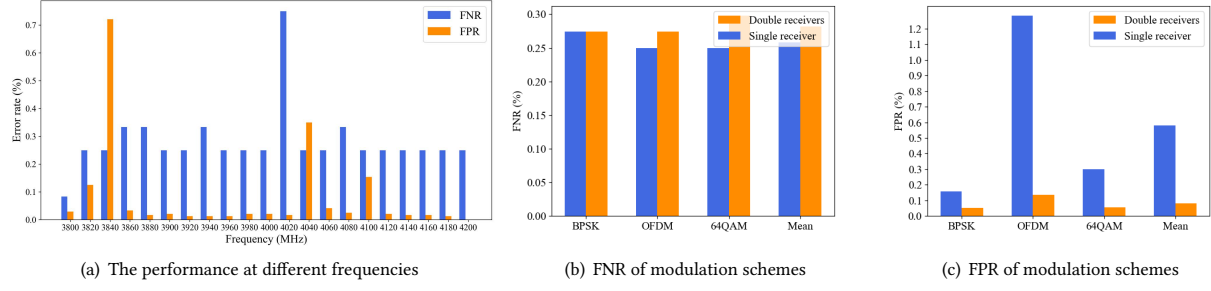 FNR
FPR
0.7
0.6
0.5
0.4
0.3
0.2
0.1
0.0
Error rate (%)
3800 3820 3840 3860 3880 3900 3920 3940 3960 3980 4000 4020 4040 4060 4080 4100 4120 4140 4160 4180 4200
Frequency (MHz)
(a) The performance at different frequencies
Double receivers
Single receiver
0.30
0.25
0.20
0.15
0.10
0.05
0.00
FNR (%)
BPSK OFDM 64QAM Mean
(b) FNR of modulation schemes
Double receivers
Single receiver
1.2
1.1
1.0
0.9
0.8
0.7
0.6
0.5
0.4
0.3
0.2
0.1
0.0
FPR (%)
BPSK OFDM 64QAM Mean
(c) FPR of modulation schemes